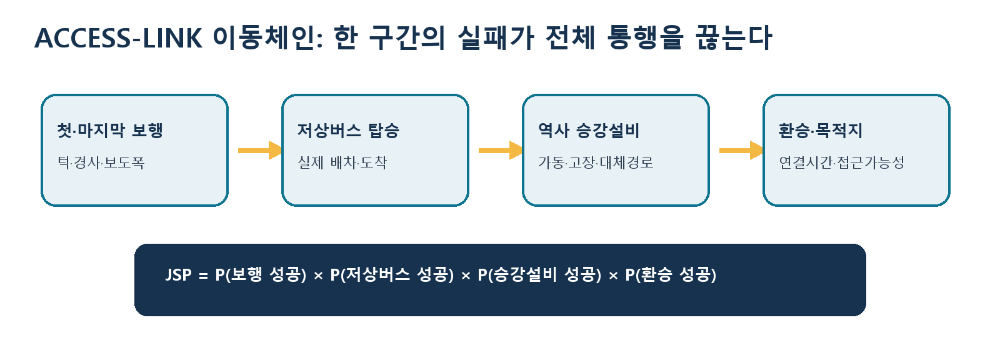 ACCESS-LINK 이동체인: 한 구간의 실패가 전체 통행을 끊는다
첫·마지막 보행
턱·경사·보도폭
저상버스 탑승
실제 배차·도착
역사 승강설비
가동·고장·대체경로
환승·목적지
연결시간·접근가능성
JSP = P(보행 성공) × P(저상버스 성공) × P(승강설비 성공) × P(환승 성공)